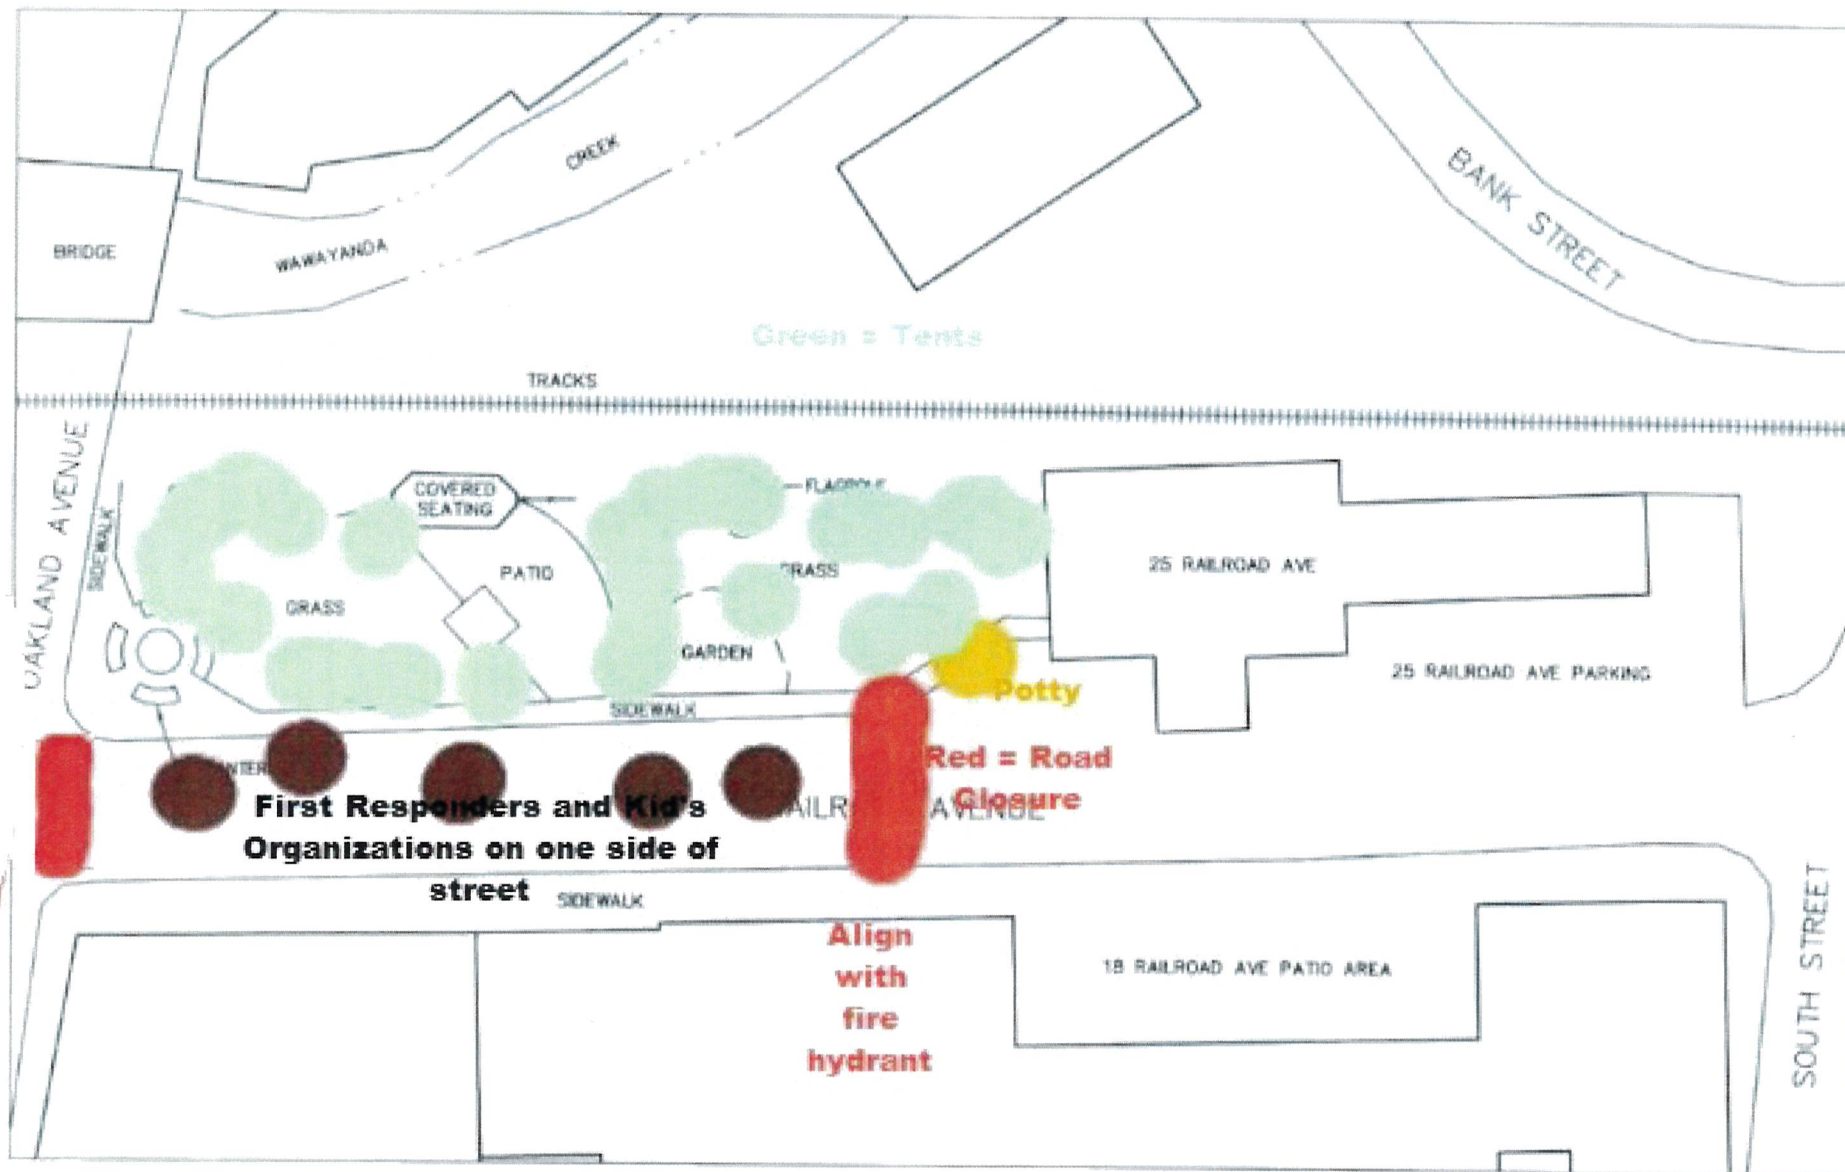 CREEK
WAWAYANDA
BRIDGE
BANK STREET
Green = Tents
TRACKS
OAKLAND AVENUE
SIDEWALK
COVERED
SEATING
PATIO
GRASS
GRASS
GARDEN
25 RAILROAD AVE
25 RAILROAD AVE PARKING
Potty
SIDEWALK
Red = Road
Closure
AVENUE
First Responders and Kid's
Organizations on one side of
street
SIDEWALK
Align
with
fire
hydrant
18 RAILROAD AVE PATIO AREA
SOUTH STREET